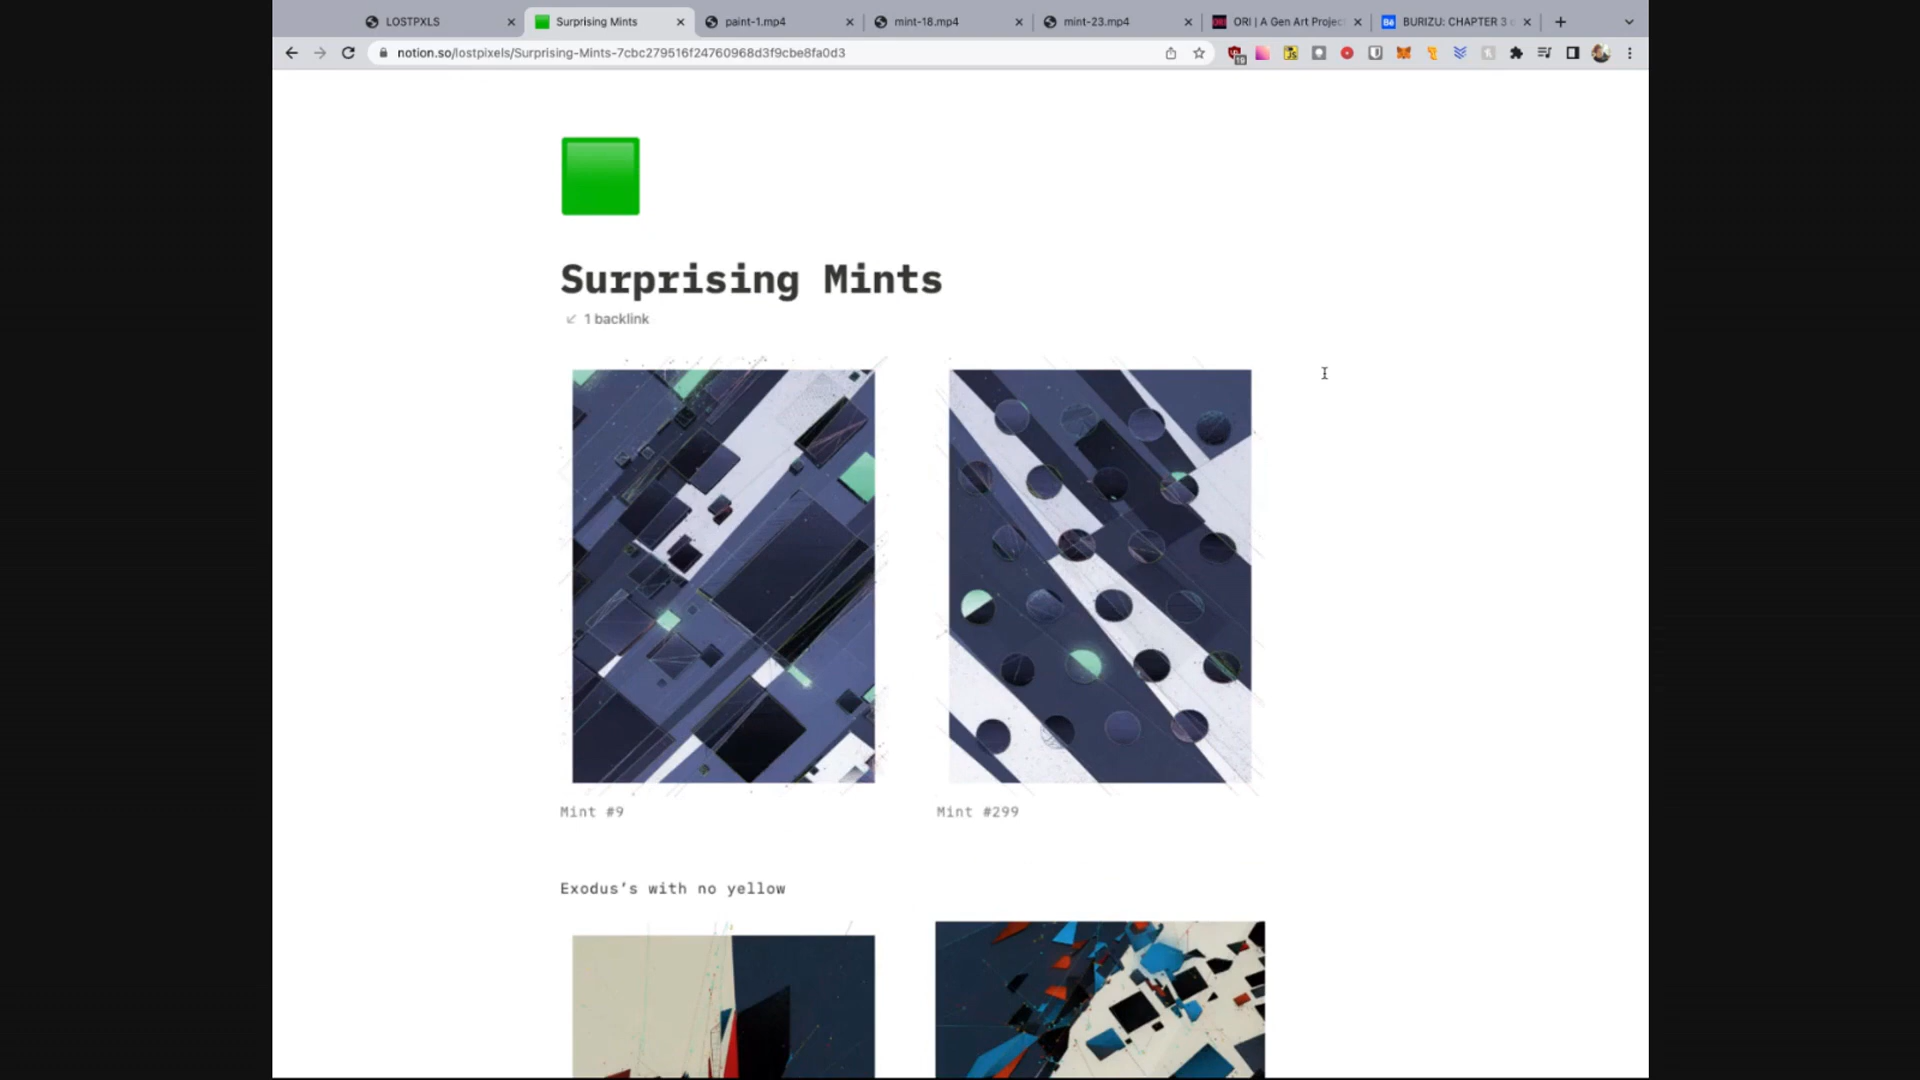 LOSTPXLS
Surprising Mints
paint-1.mp4
mint-18.mp4
mint-23.mp4
ORI | A Gen Art Projec
BURIZU: CHAPTER 3
notion.so/lostpixels/Surprising-Mints-7cbc279516f24760968d3f9cbe8fa0d3
19
Surprising Mints
1 backlink
Mint #9
Mint #299
Exodus’s with no yellow